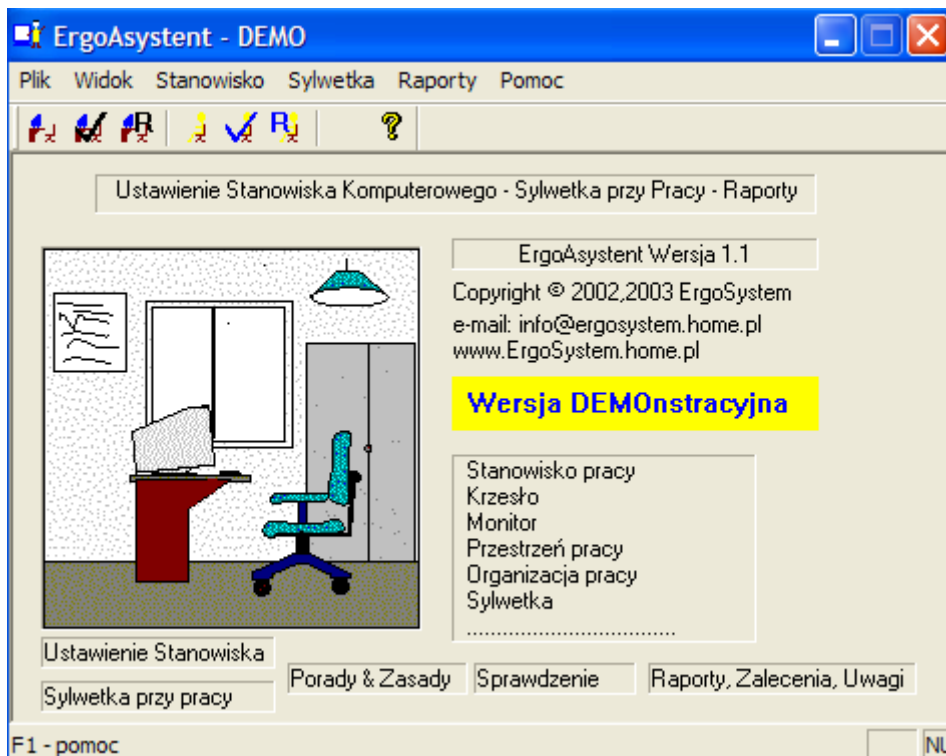 ErgoAsystent - DEMO
Plik Widok Stanowisko Sylwetka Raporty Pomoc
R R ?
Ustawienie Stanowiska Komputerowego - Sylwetka przy Pracy - Raporty
ErgoAsystent Wersja 1.1
Copyright © 2002,2003 ErgoSystem
e-mail: info@ergosystem.home.pl
www.ErgoSystem.home.pl
Wersja DEMOnstracyjna
Stanowisko pracy
Krzesło
Monitor
Przestrzeń pracy
Organizacja pracy
Sylwetka
...................................
Ustawienie Stanowiska
Porady & Zasady Sprawdzenie Raporty, Zalecenia, Uwagi
Sylwetka przy pracy
F1 - pomoc